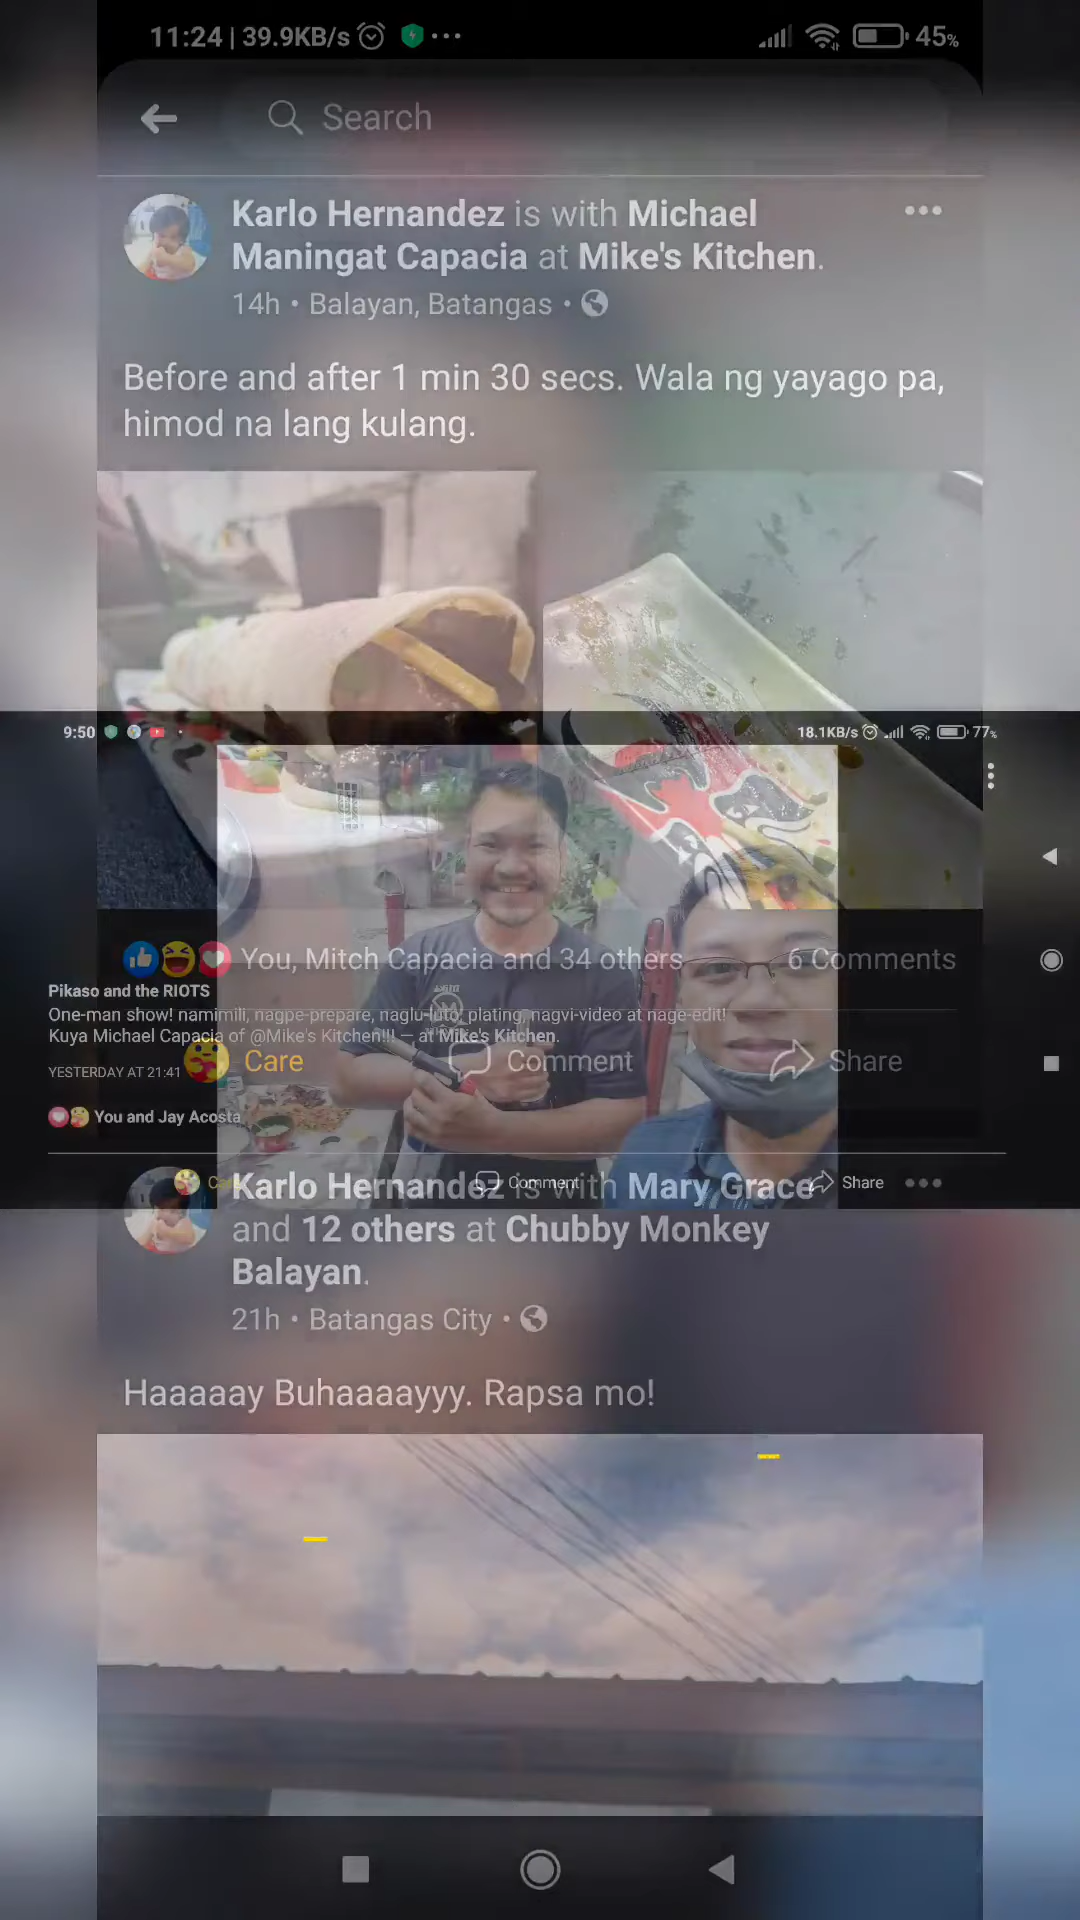 11:24 | 39.9KB/s
45%
Search
Karlo Hernandez is with Michael
Maningat Capacia at Mike's Kitchen.
14h • Balayan, Batangas •
Before and after 1 min 30 secs. Wala ng yayago pa,
himod na lang kulang.
9:50
18.1KB/s
77%
You, Mitch Capacia and 34 others
6 Comments
Pikaso and the RIOTS
One-man show! namimili, nagpe-prepare, naglu-luto, plating, nagvi-video at nage-edit!
Kuya Michael Capacia of @Mike's Kitchen!!! — at Mike's Kitchen.
YESTERDAY AT 21:41
Care
Comment
Share
You and Jay Acosta
Comment
Share
Karlo Hernandez is with Mary Grace
and 12 others at Chubby Monkey
Balayan.
21h • Batangas City •
Haaaaay Buhaaaayyy. Rapsa mo!